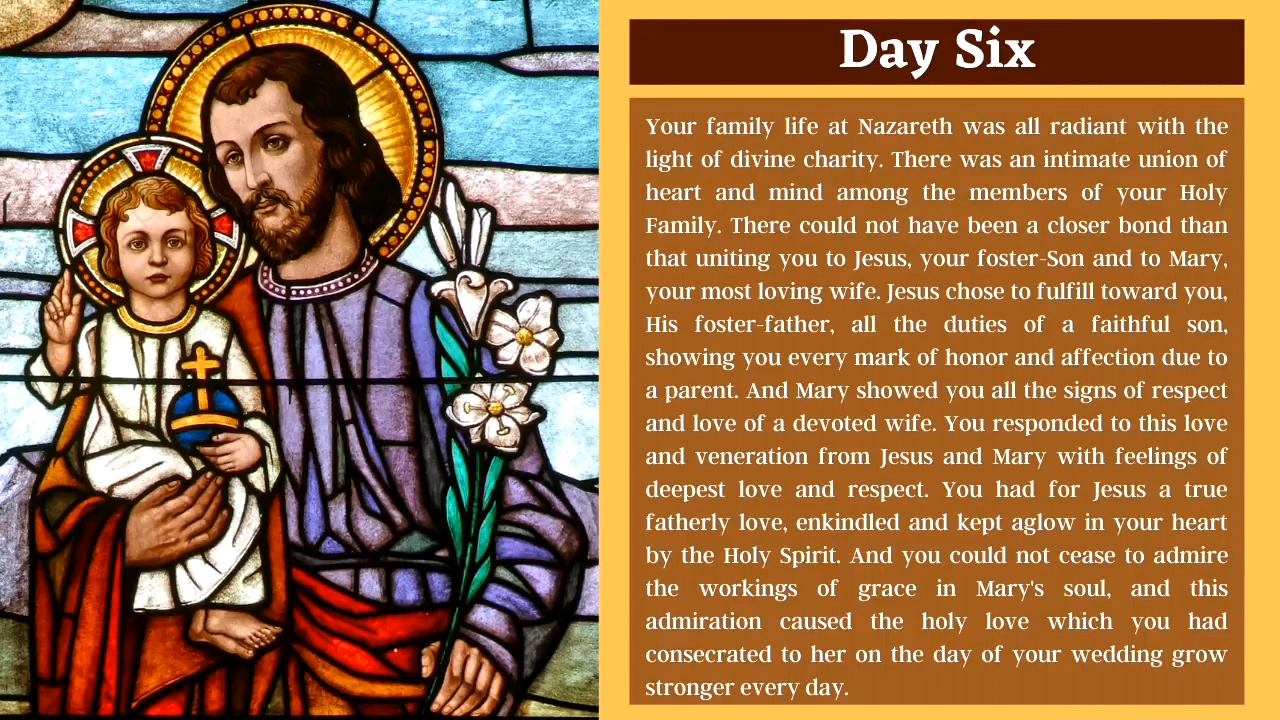 Day Six
Your family life at Nazareth was all radiant with the
light of divine charity. There was an intimate union of
heart and mind among the members of your Holy
Family. There could not have been a closer bond than
that uniting you to Jesus, your foster-Son and to Mary,
your most loving wife. Jesus chose to fulfill toward you,
His foster-father, all the duties of a faithful son,
showing you every mark of honor and affection due to
a parent. And Mary showed you all the signs of respect
and love of a devoted wife. You responded to this love
and veneration from Jesus and Mary with feelings of
deepest love and respect. You had for Jesus a true
fatherly love, enkindled and kept aglow in your heart
by the Holy Spirit. And you could not cease to admire
the workings of grace in Mary's soul, and this
admiration caused the holy love which you had
consecrated to her on the day of your wedding grow
stronger every day.